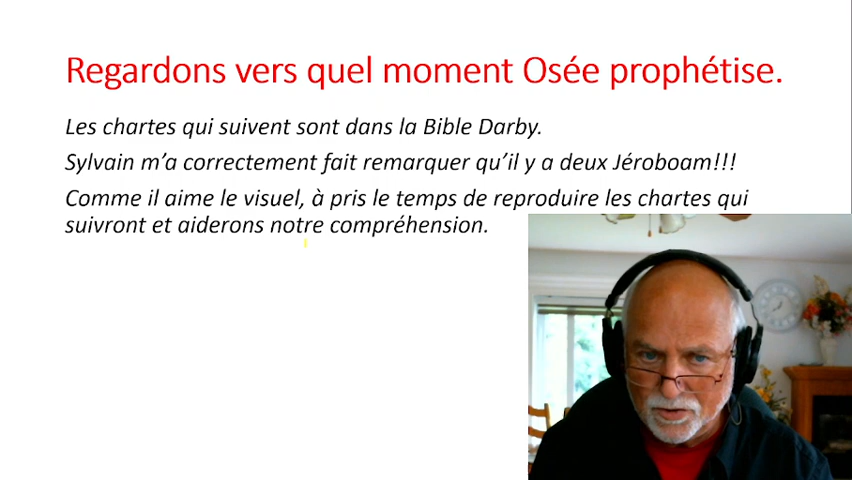 Regardons vers quel moment Osée prophétise.
Les chartes qui suivent sont dans la Bible Darby.
Sylvain m'a correctement fait remarquer qu'il y a deux Jéroboam!!!
Comme il aime le visuel, à pris le temps de reproduire les chartes qui
suivront et aiderons notre compréhension.